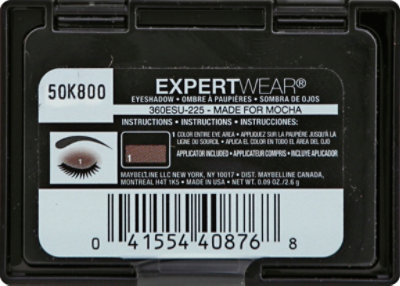 50K800
EXPERTWEAR®
EYESHADOW • OMBRE À PAUPIÈRES • SOMBRA DE OJOS
360ESU-225 - MADE FOR MOCHA
INSTRUCTIONS • INSTRUCTIONS • INSTRUCCIONES:
1 COLOR ENTIRE EYE AREA • APPLIQUEZ SUR LA PAUPIÈRE JUSQU'À LA
LIGNE DU SOURCIL • APLICA EL COLOR EN TODO EL ÁREA DEL OJO
1
1
APPLICATOR INCLUDED • APPLICATEUR COMPRIS • INCLUYE APLICADOR
MAYBELLINE LLC NEW YORK, NY 10017 • DIST. MAYBELLINE CANADA,
MONTREAL H4T 1K5 • MADE IN USA • NET WT. 0.09 OZ./2.6 g
0 41554 40876 8